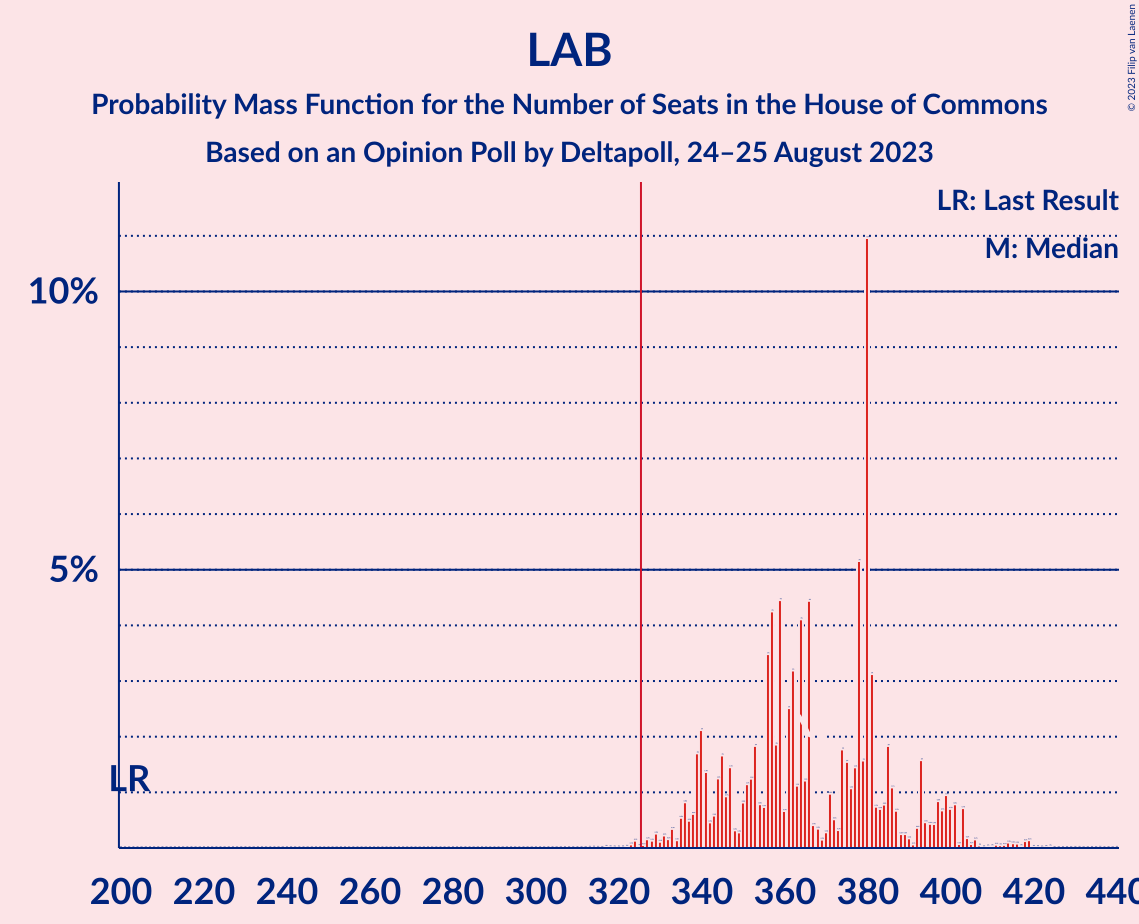 LAB
Probability Mass Function for the Number of Seats in the House of Commons
Based on an Opinion Poll by Deltapoll, 24–25 August 2023
© 2023 Filip van Laenen
LR: Last Result
M: Median
10%
5%
LR
200 220 240 260 280 300 320 340 360 380 400 420 440